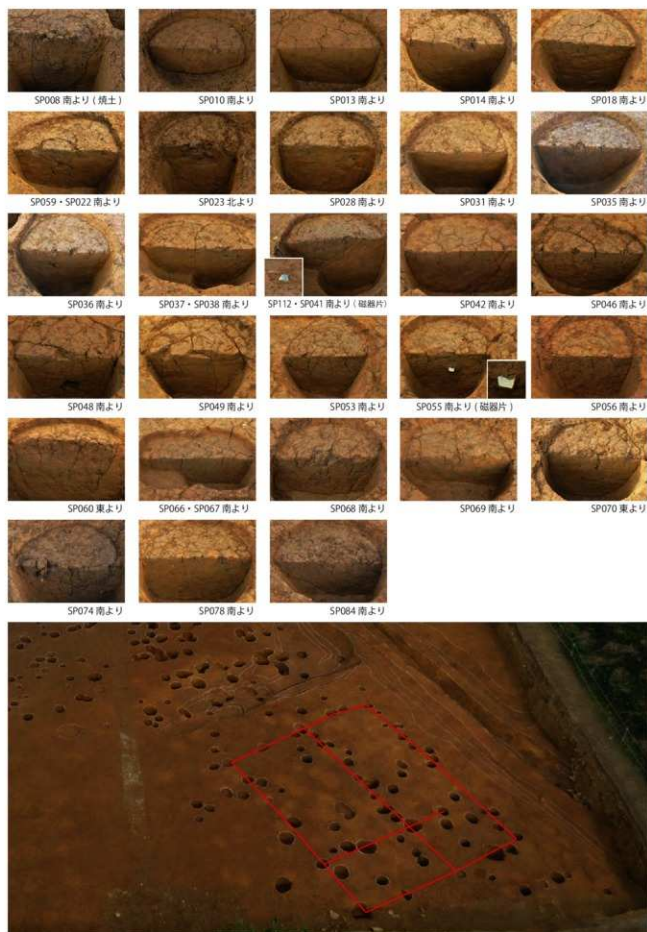 SP008 南より ( 焼土 )
SP010 南より
SP013 南より
SP014 南より
SP018 南より
SP059・SP022 南より
SP023 北より
SP028 南より
SP031 南より
SP035 南より
SP036 南より
SP037・SP038 南より
SP112・SP041 南より ( 磁器片 )
SP042 南より
SP046 南より
SP048 南より
SP049 南より
SP053 南より
SP055 南より ( 磁器片 )
SP056 南より
SP060 東より
SP066・SP067 南より
SP068 南より
SP069 南より
SP070 東より
SP074 南より
SP078 南より
SP084 南より